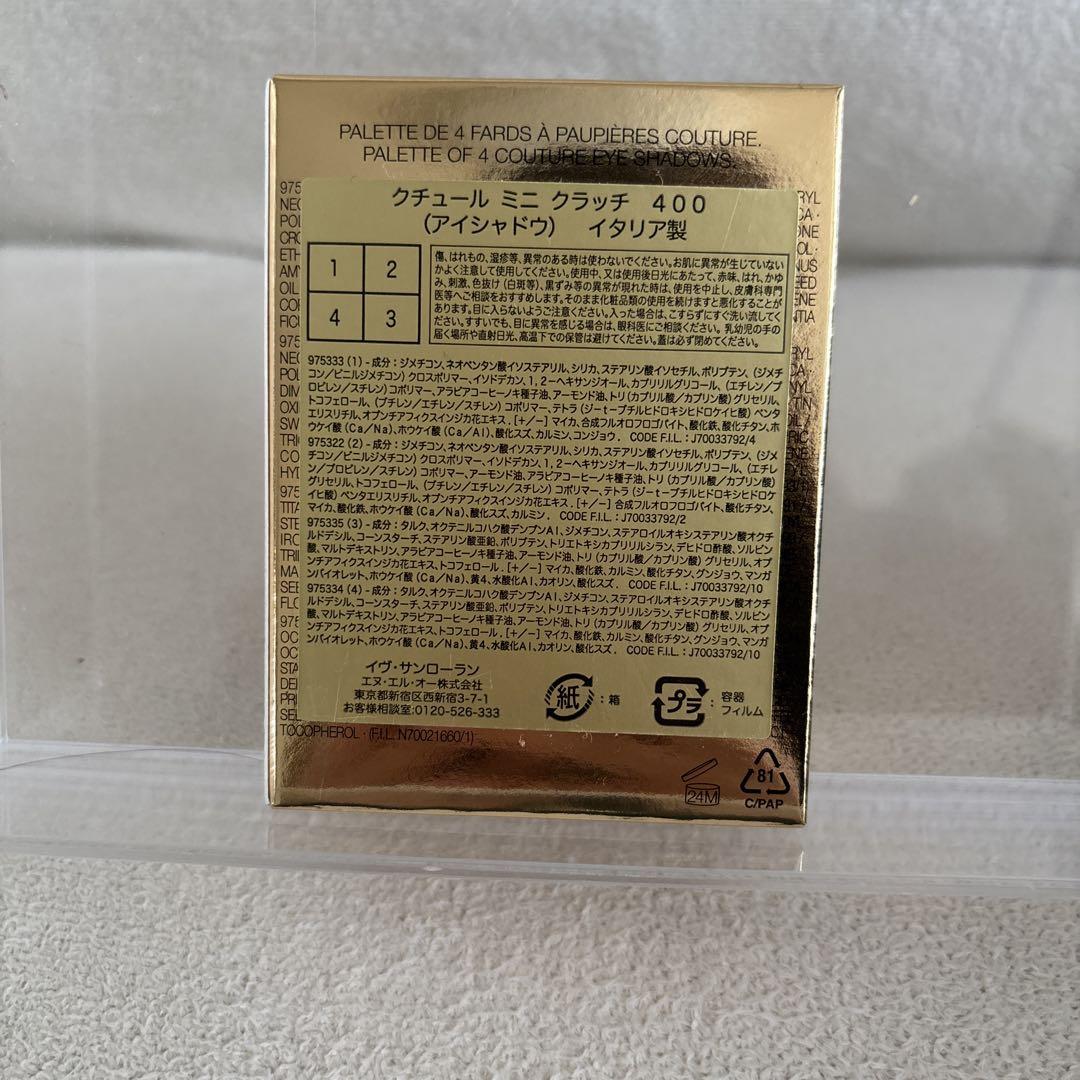 PALETTE DE 4 FARDS À PAUPIÈRES COUTURE.
PALETTE OF 4 COUTURE EYE SHADOWS.
クチュール ミニ クラッチ 400
(アイシャドウ) イタリア製
1 2
4 3
傷、はれもの、湿疹等、異常のある時は使わないでください。お肌に異常が生じていない
かよく注意して使用してください。使用中、又は使用後日光にあたって、赤味、はれ、かゆ
み、刺激、色抜け(白斑等)、黒ずみ等の異常が現れた時は、使用を中止し、皮膚科専門
医等へご相談をおすすめします。そのまま化粧品類の使用を続けますと悪化することが
あります。目に入らないようご注意ください。入った場合は、こすらずにすぐ洗い流してく
ださい。すすいでも、目に異常を感じる場合は、眼科医にご相談ください。乳幼児の手の
届く場所や直射日光、高温下での保管は避けてください。蓋は必ず閉めてください。
975333 (1) - 成分: ジメチコン、ネオペンタン酸イソステアリル、シリカ、ステアリン酸イソセチル、ポリブテン、(ジメチ
コン/ビニルジメチコン) クロスポリマー、イソドデカン、1,2-ヘキサンジオール、カプリリルグリコール、(エチレン/プ
ロピレン/スチレン) コポリマー、アラビアコーヒーノキ種子油、アーモンド油、トリ(カプリル酸/カプリン酸) グリセリル、
トコフェロール、(ブチレン/エチレン/スチレン) コポリマー、テトラ(ジ-t-ブチルヒドロキシヒドロケイヒ酸) ペンタ
エリスリチル、オプンチアフィクスインジカ花エキス. [+/-] マイカ、合成フルオロフロゴパイト、酸化鉄、酸化チタン、ホ
ウケイ酸(Ca/Na)、ホウケイ酸(Ca/Al)、酸化スズ、カルミン、コンジョウ. CODE F.I.L. : J70033792/4
975322 (2) - 成分: ジメチコン、ネオペンタン酸イソステアリル、シリカ、ステアリン酸イソセチル、ポリブテン、(ジメ
チコン/ビニルジメチコン) クロスポリマー、イソドデカン、1,2-ヘキサンジオール、カプリリルグリコール、(エチレン
/プロピレン/スチレン) コポリマー、アーモンド油、アラビアコーヒーノキ種子油、トリ(カプリル酸/カプリン酸)
グリセリル、トコフェロール、(ブチレン/エチレン/スチレン) コポリマー、テトラ(ジ-t-ブチルヒドロキシヒドロケ
イヒ酸) ペンタエリスリチル、オプンチアフィクスインジカ花エキス. [+/-] 合成フルオロフロゴパイト、酸化チタン、
マイカ、酸化鉄、ホウケイ酸(Ca/Na)、酸化スズ、カルミン. CODE F.I.L. : J70033792/2
975335 (3) - 成分: タルク、オクテニルコハク酸デンプンAl、ジメチコン、ステアロイルオキシステアリン酸オクチ
ルドデシル、コーンスターチ、ステアリン酸亜鉛、ポリブテン、トリエトキシカプリリルシラン、デヒドロ酢酸、ソルビン
酸、マルトデキストリン、アラビアコーヒーノキ種子油、アーモンド油、トリ(カプリル酸/カプリン酸) グリセリル、オプ
ンチアフィクスインジカ花エキス、トコフェロール. [+/-] マイカ、酸化鉄、カルミン、酸化チタン、グンジョウ、マンガ
ンバイオレット、ホウケイ酸(Ca/Na)、黄4、水酸化Al、カオリン、酸化スズ. CODE F.I.L. : J70033792/10
975334 (4) - 成分: タルク、オクテニルコハク酸デンプンAl、ジメチコン、ステアロイルオキシステアリン酸オクチ
ルドデシル、コーンスターチ、ステアリン酸亜鉛、ポリブテン、トリエトキシカプリリルシラン、デヒドロ酢酸、ソルビン
酸、マルトデキストリン、アラビアコーヒーノキ種子油、アーモンド油、トリ(カプリル酸/カプリン酸) グリセリル、オプ
ンチアフィクスインジカ花エキス、トコフェロール. [+/-] マイカ、酸化鉄、カルミン、酸化チタン、グンジョウ、マンガ
ンバイオレット、ホウケイ酸(Ca/Na)、黄4、水酸化Al、カオリン、酸化スズ. CODE F.I.L. : J70033792/10
イヴ・サンローラン
エヌ・エル・オー株式会社
東京都新宿区西新宿3-7-1
お客様相談室:0120-526-333
紙 :箱
プラ :容器
フィルム
TOCOPHEROL · (F.I.L. N70021660/1)
24M
81
C/PAP